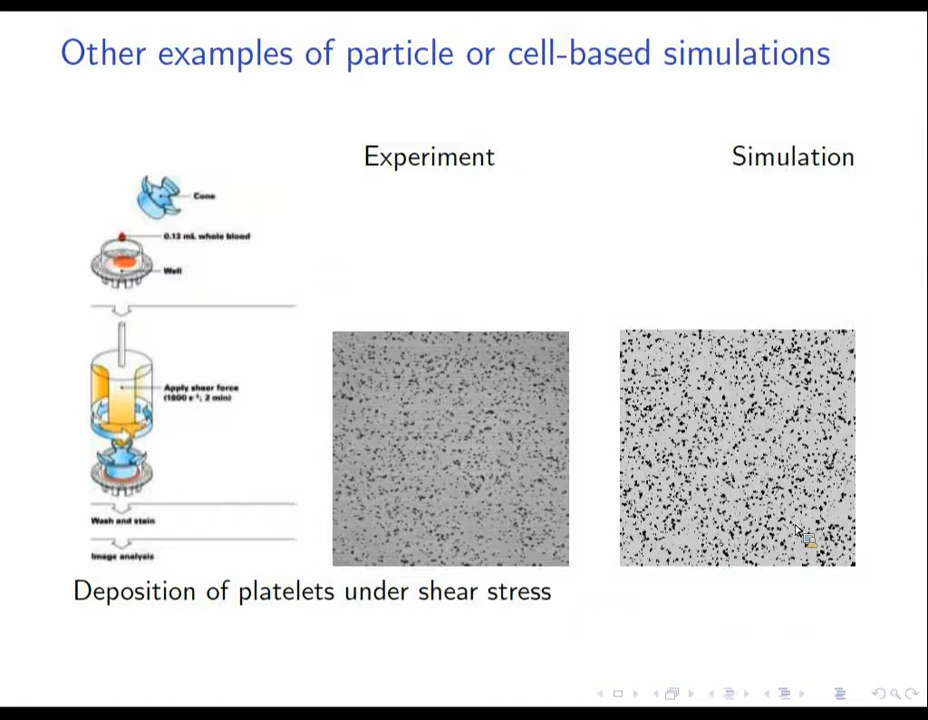 Other examples of particle or cell-based simulations
Experiment
Simulation
Cone
0.13 mL whole blood
Well
Apply shear force
(1800 s⁻¹; 2 min)
Wash and stain
Image analysis
Deposition of platelets under shear stress